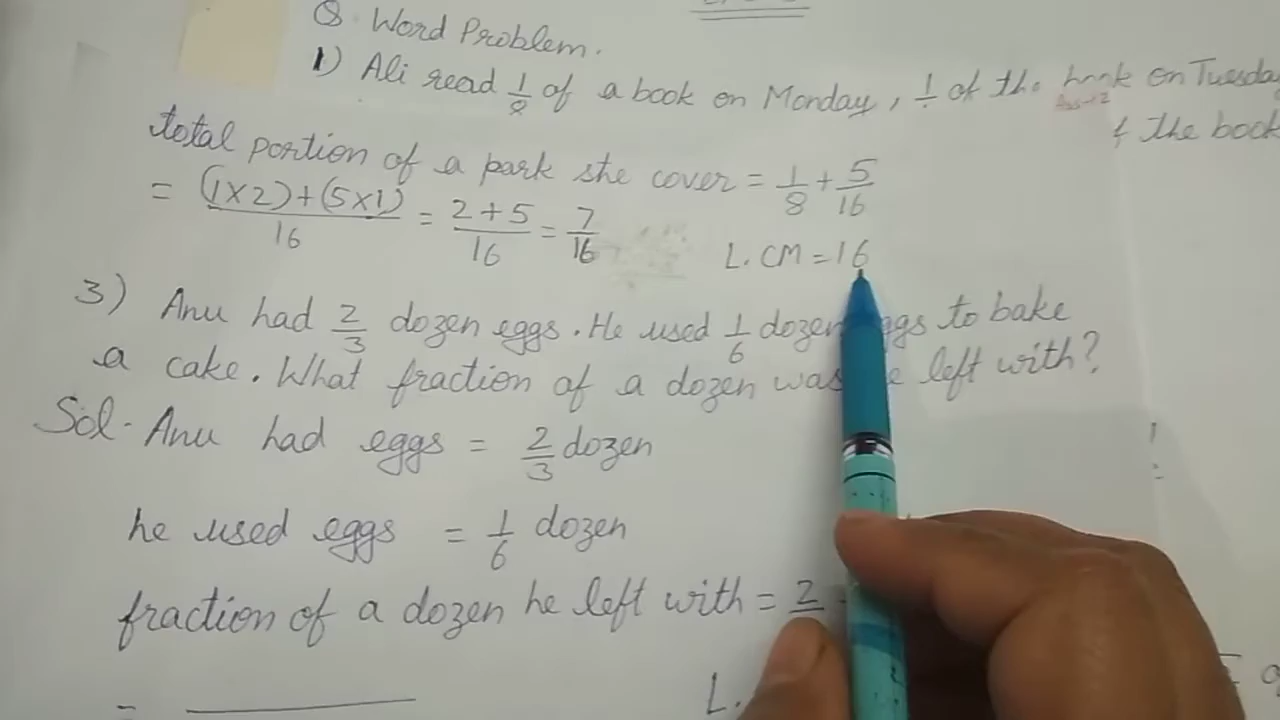 Q. Word Problem.
1) Ali read 1/8 of a book on Monday, of the book on Tuesday
the book
total portion of a park she cover = 1/8 + 5/16
= (1×2)+(5×1)/16 = 2+5/16 = 7/16
L.CM = 16
3) Anu had 2/3 dozen eggs. He used 1/6 dozen eggs to bake
a cake. What fraction of a dozen was left with?
Sol. Anu had eggs = 2/3 dozen
he used eggs = 1/6 dozen
fraction of a dozen he left with = 2
L.
=